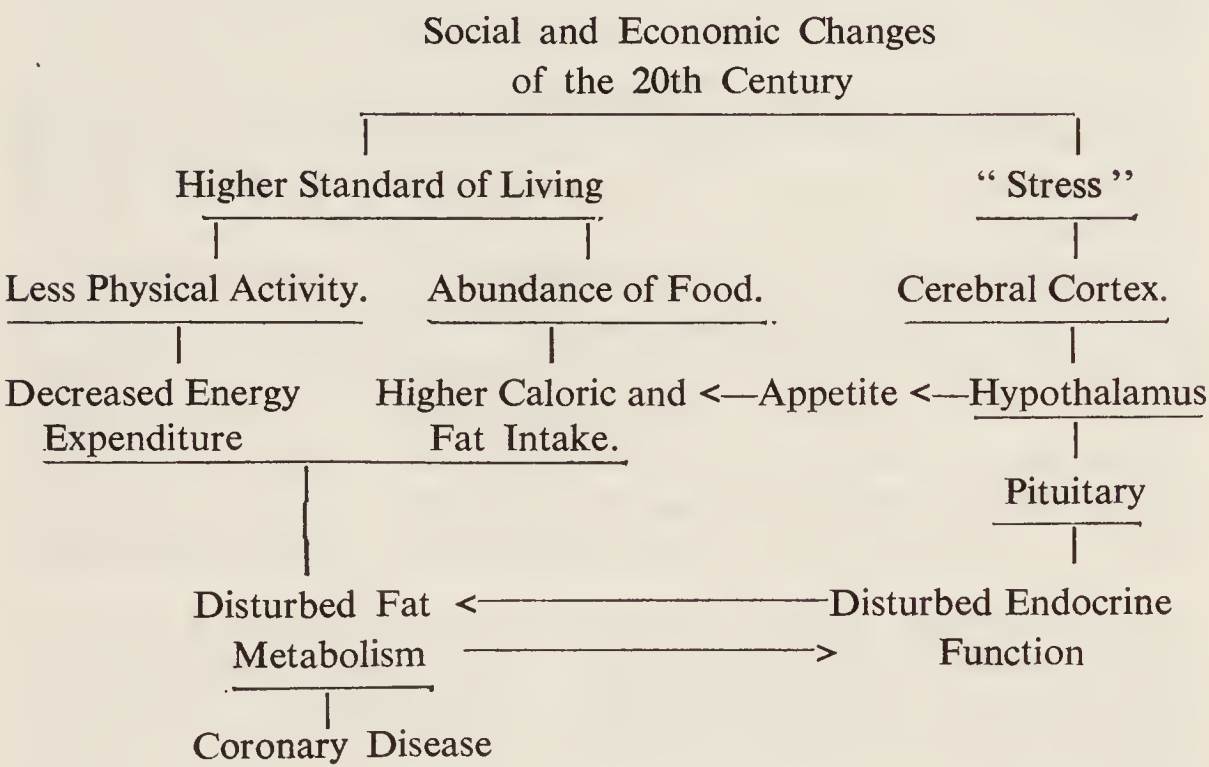 Social and Economic Changes
of the 20th Century
Higher Standard of Living
“ Stress ”
Less Physical Activity.
Abundance of Food.
Cerebral Cortex.
Decreased Energy
Expenditure
Higher Caloric and
Fat Intake.
<—Appetite <—Hypothalamus
Pituitary
Disturbed Fat
Metabolism
Disturbed Endocrine
Function
Coronary Disease